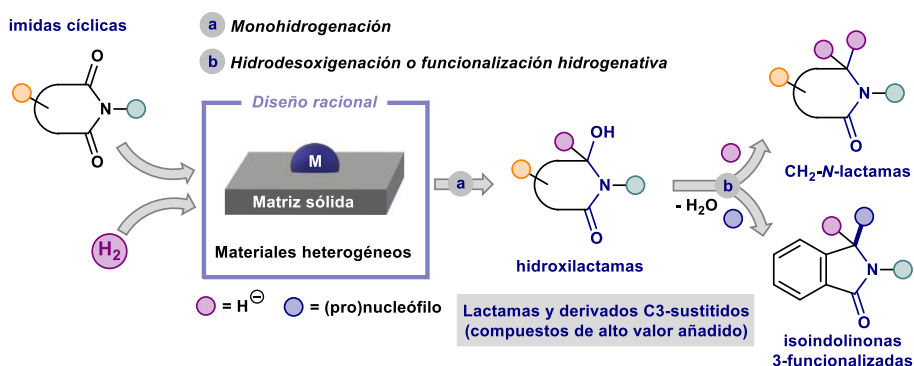 imidas cíclicas
a Monohidrogenación
b Hidrodesoxigenación o funcionalización hidrogenativa
O
N
O
H2
Diseño racional
M
Matriz sólida
Materiales heterogéneos
a
OH
N
O
hidroxilactamas
b
- H2O
N
O
CH2-N-lactamas
N
O
isoindolinonas
3-funcionalizadas
= H⊖
= (pro)nucleófilo
Lactamas y derivados C3-sustitidos
(compuestos de alto valor añadido)